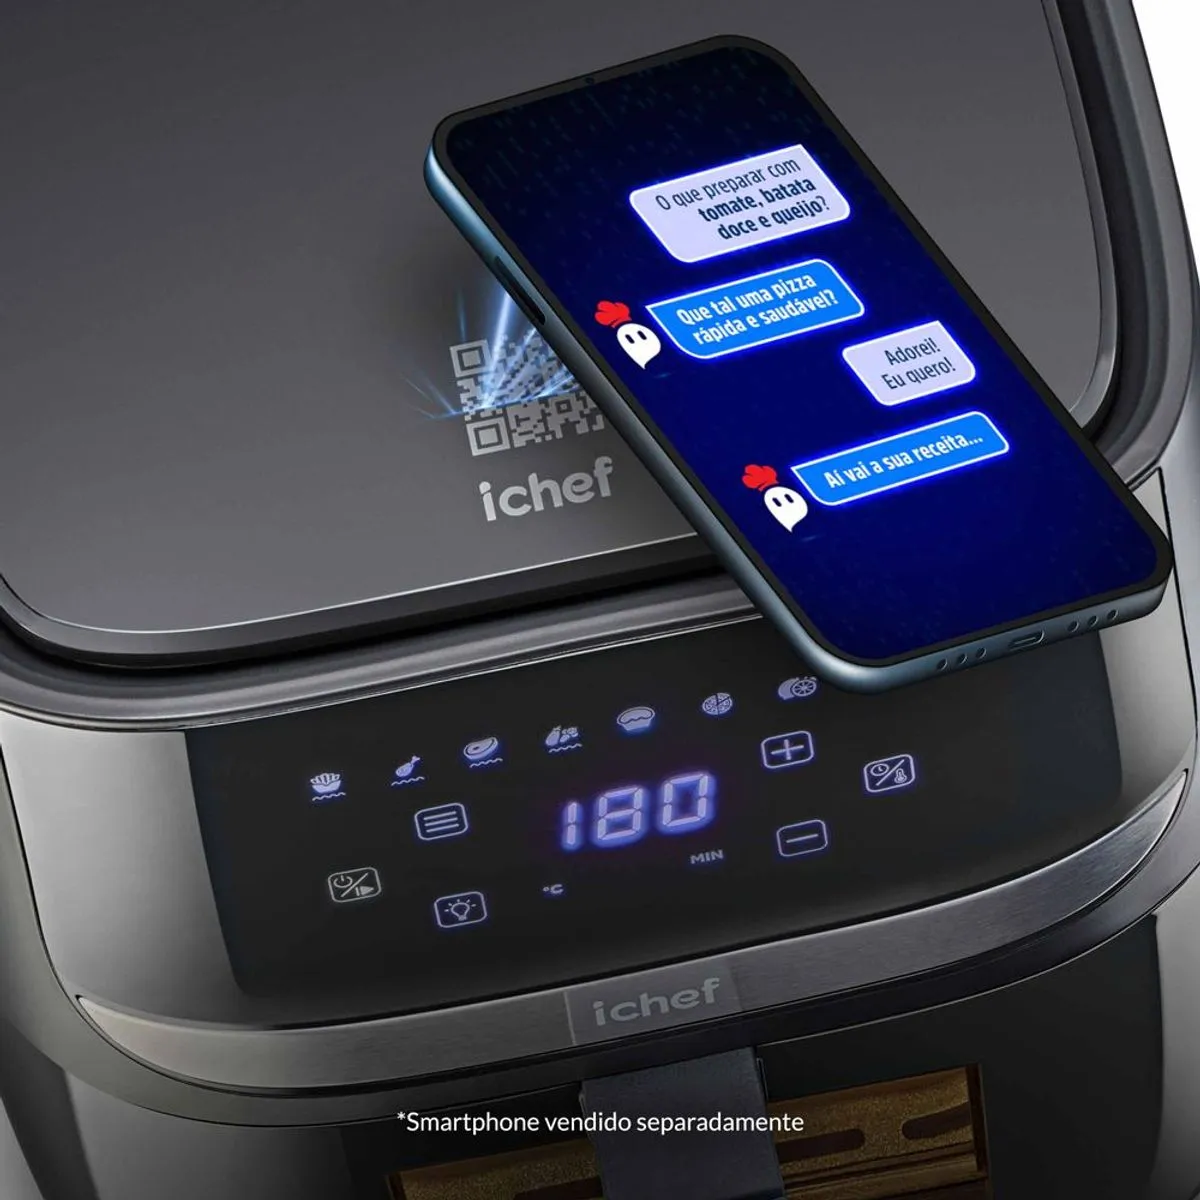 O que preparar com
tomate, batata
doce e queijo?
Que tal uma pizza
rápida e saudável?
Adorei!
Eu quero!
Aí vai a sua receita...
ichef
180
MIN
°C
ichef
*Smartphone vendido separadamente